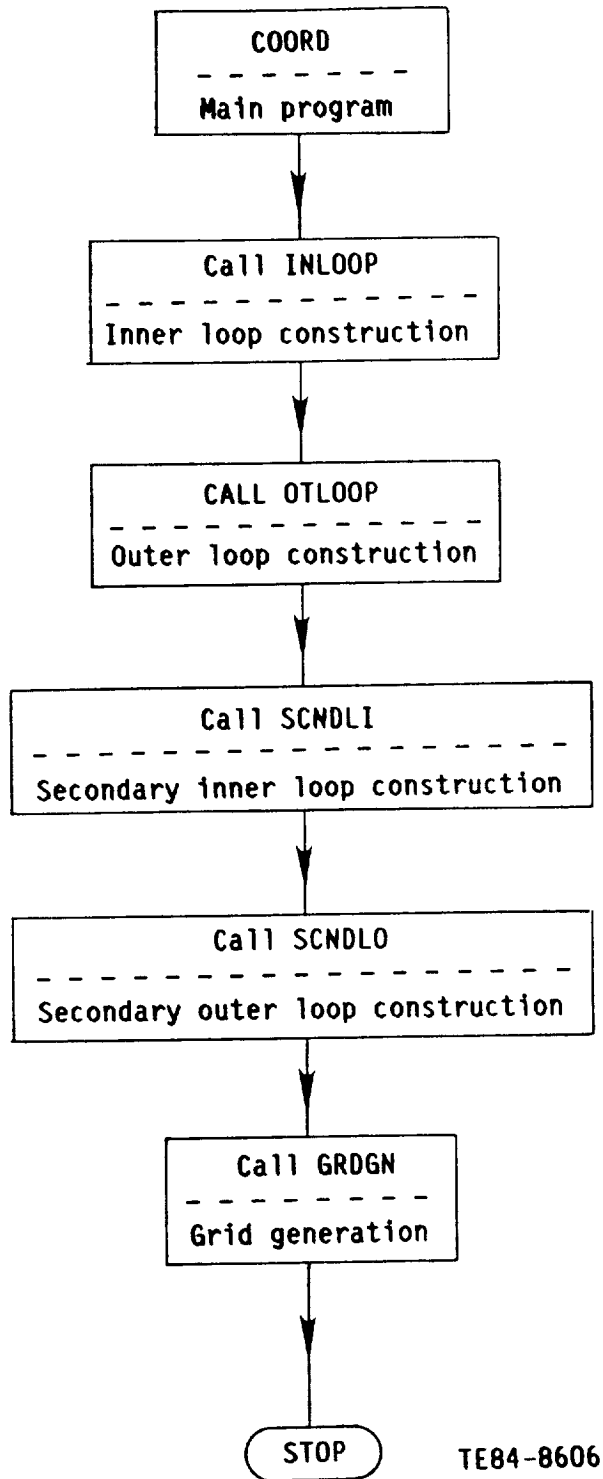 COORD
Main program
Call INLOOP
Inner loop construction
CALL OTLOOP
Outer loop construction
Call SCNDLI
Secondary inner loop construction
Call SCNDLO
Secondary outer loop construction
Call GRDGN
Grid generation
STOP
TE84-8606